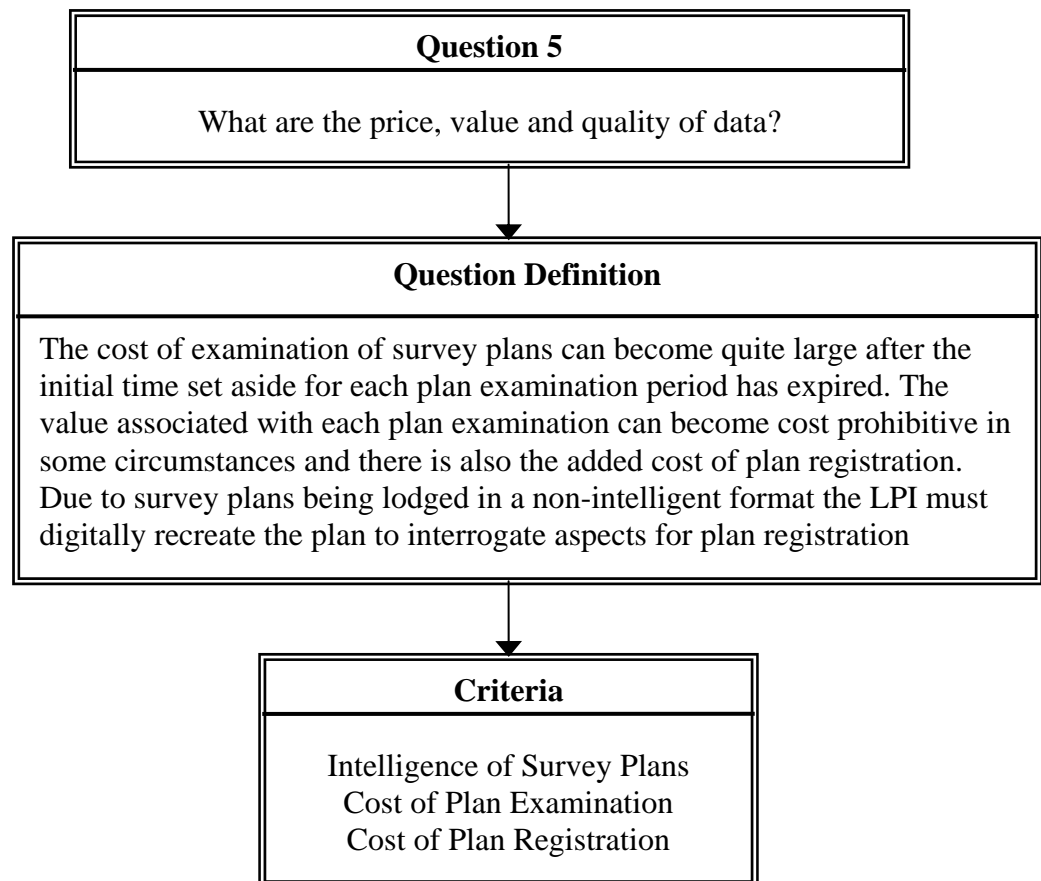 Question 5
What are the price, value and quality of data?
Question Definition
The cost of examination of survey plans can become quite large after the
initial time set aside for each plan examination period has expired. The
value associated with each plan examination can become cost prohibitive in
some circumstances and there is also the added cost of plan registration.
Due to survey plans being lodged in a non-intelligent format the LPI must
digitally recreate the plan to interrogate aspects for plan registration
Criteria
Intelligence of Survey Plans
Cost of Plan Examination
Cost of Plan Registration